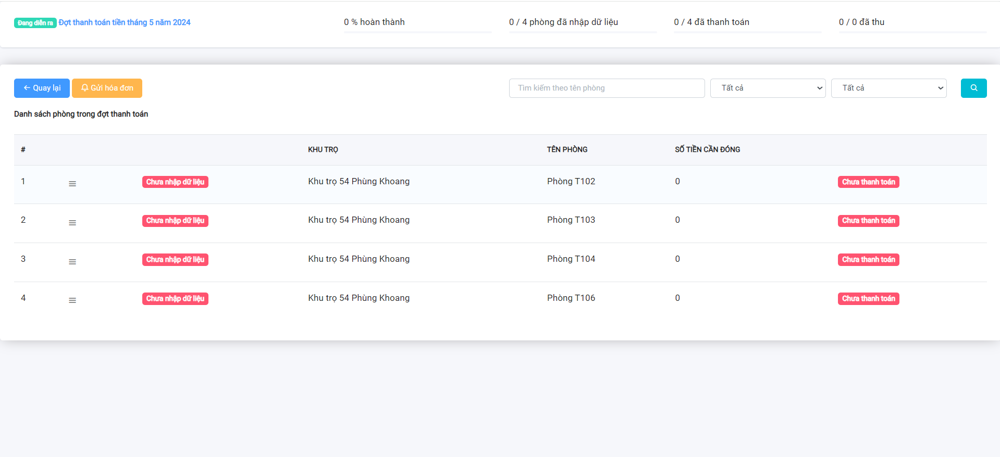 Đang diễn ra Đợt thanh toán tiền tháng 5 năm 2024
0 % hoàn thành
0 / 4 phòng đã nhập dữ liệu
0 / 4 đã thanh toán
0 / 0 đã thu
Quay lại
Gửi hóa đơn
Tìm kiếm theo tên phòng
Tất cả
Tất cả
Danh sách phòng trong đợt thanh toán
# KHU TRỌ TÊN PHÒNG SỐ TIỀN CẦN ĐÓNG
1 Chưa nhập dữ liệu Khu trọ 54 Phùng Khoang Phòng T102 0 Chưa thanh toán
2 Chưa nhập dữ liệu Khu trọ 54 Phùng Khoang Phòng T103 0 Chưa thanh toán
3 Chưa nhập dữ liệu Khu trọ 54 Phùng Khoang Phòng T104 0 Chưa thanh toán
4 Chưa nhập dữ liệu Khu trọ 54 Phùng Khoang Phòng T106 0 Chưa thanh toán